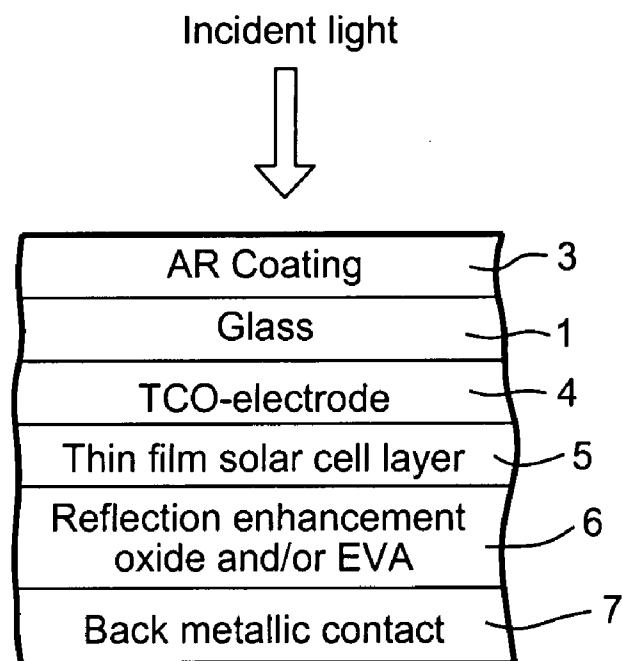 Incident light
AR Coating 3
Glass 1
TCO-electrode 4
Thin film solar cell layer 5
Reflection enhancement
oxide and/or EVA 6
Back metallic contact 7